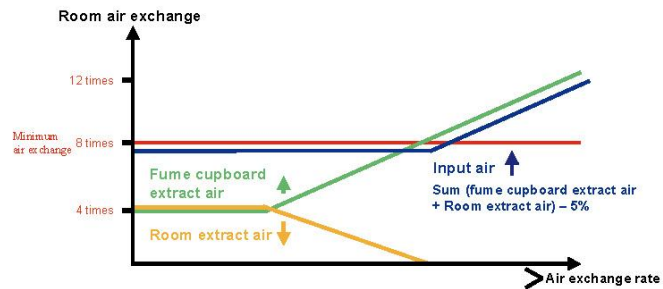 Room air exchange
12 times
Minimum
air exchange
8 times
Fume cupboard
extract air
Input air
Sum (fume cupboard extract air
+ Room extract air) – 5%
4 times
Room extract air
Air exchange rate